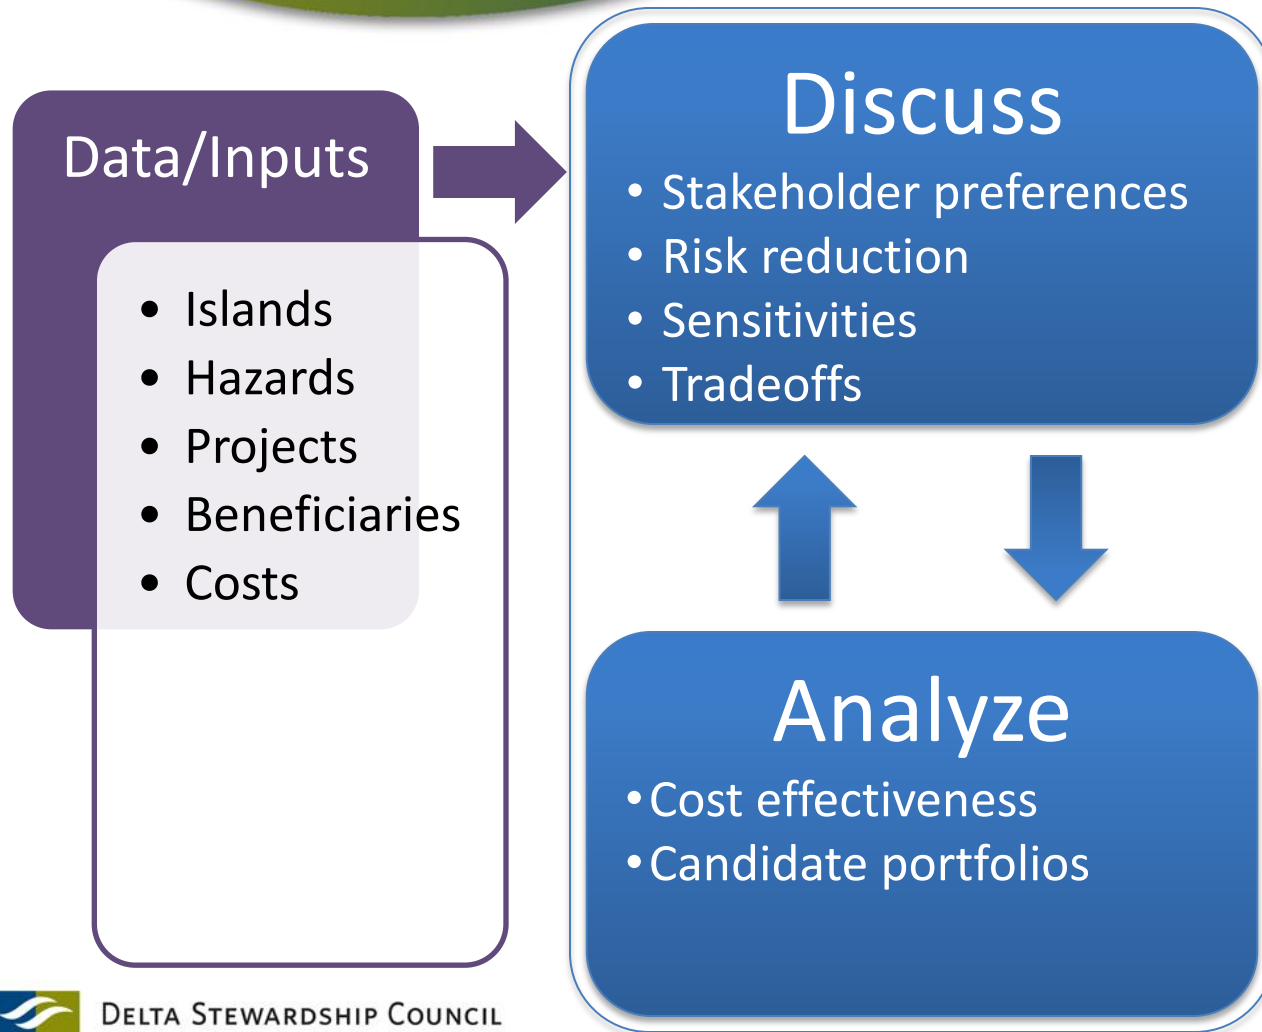 Data/Inputs
• Islands
• Hazards
• Projects
• Beneficiaries
• Costs
Discuss
• Stakeholder preferences
• Risk reduction
• Sensitivities
• Tradeoffs
Analyze
• Cost effectiveness
• Candidate portfolios
DELTA STEWARDSHIP COUNCIL